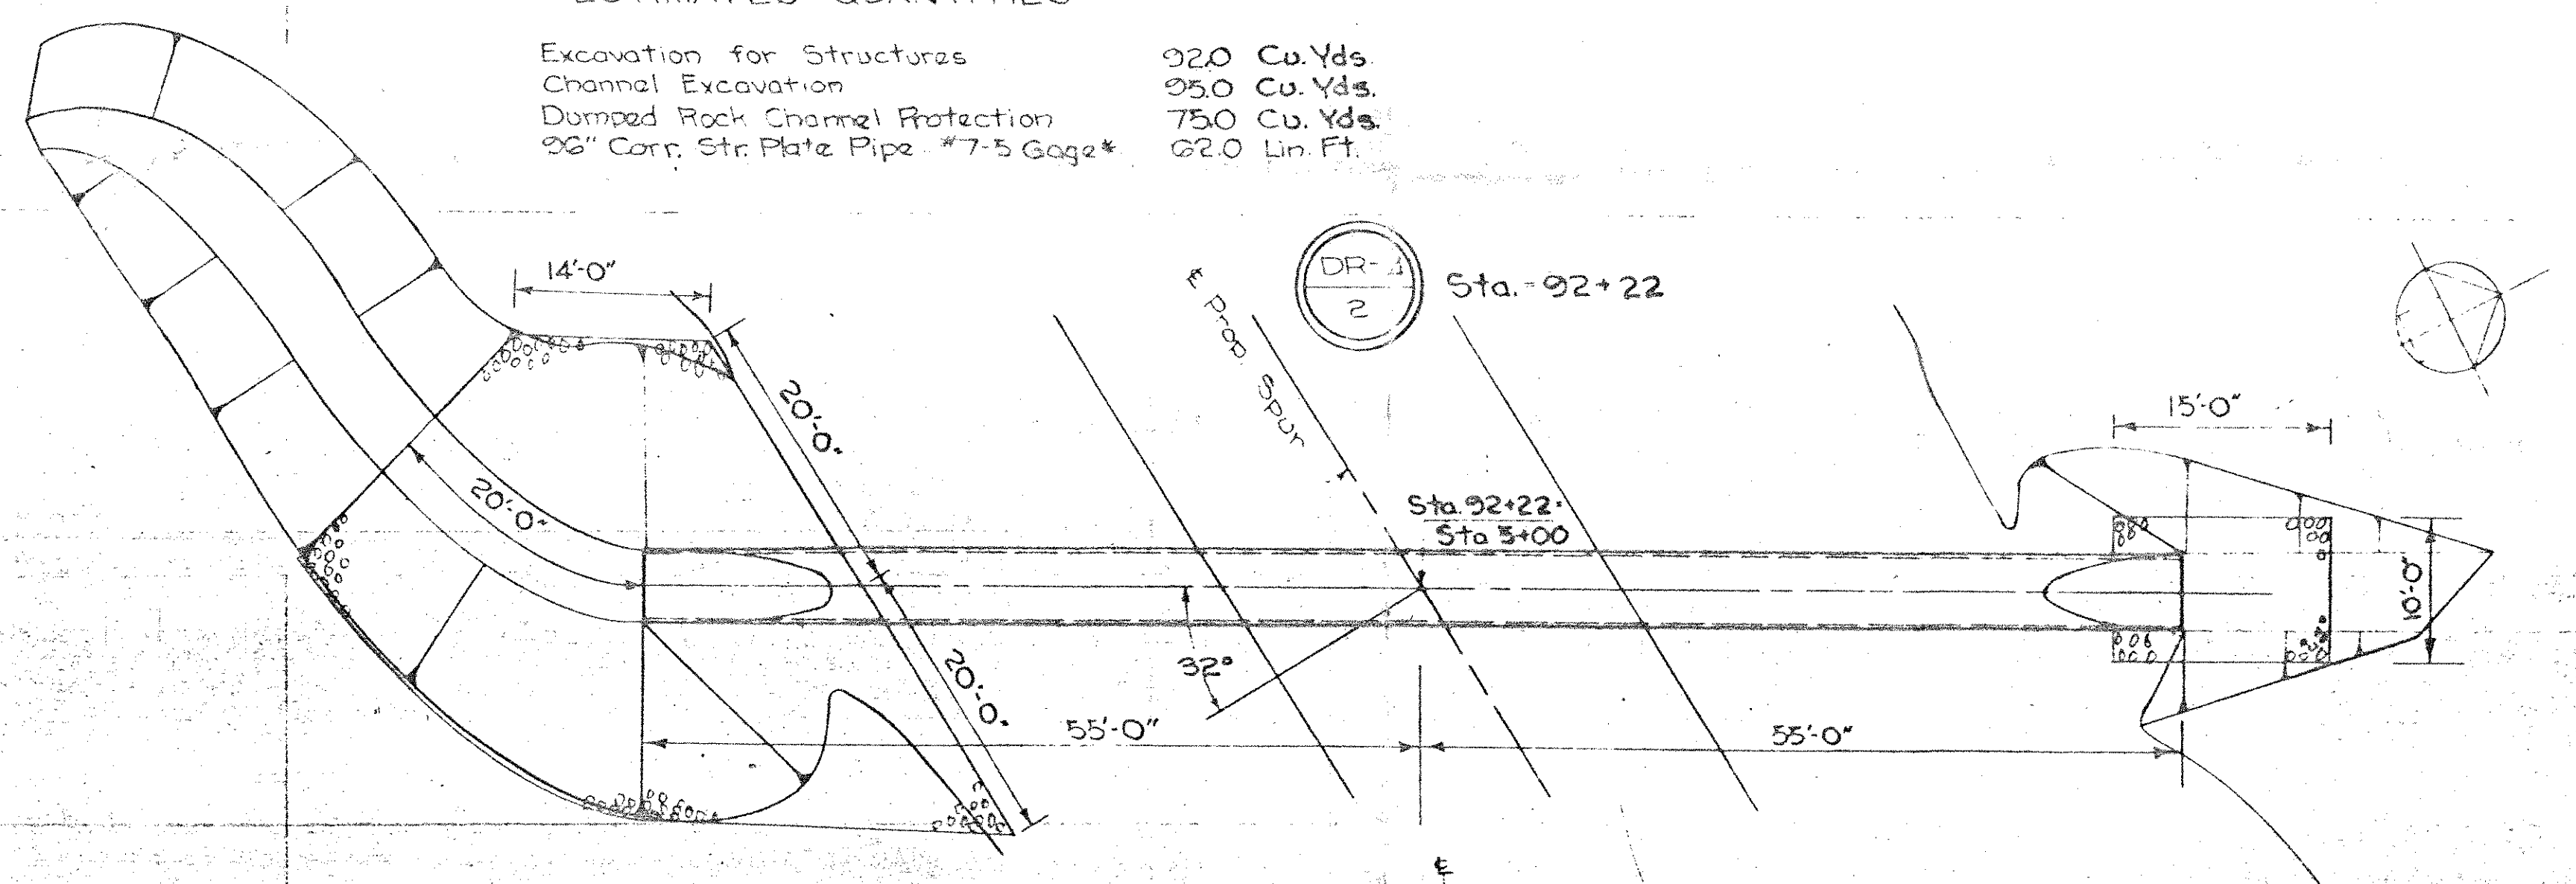 ESTIMATED QUANTITIES
Excavation for Structures 92.0 Cu. Yds.
Channel Excavation 95.0 Cu. Yds.
Dumped Rock Channel Protection 75.0 Cu. Yds.
96" Corr. Str. Plate Pipe #7-5 Gage* 62.0 Lin. Ft.
DR-
2
Sta.-92+22
14'-0"
℄ Prop. Spur
20'-0"
15'-0"
20'-0"
Sta. 92+22
Sta 5+00
10'-0"
32°
20'-0"
55'-0"
55'-0"
℄